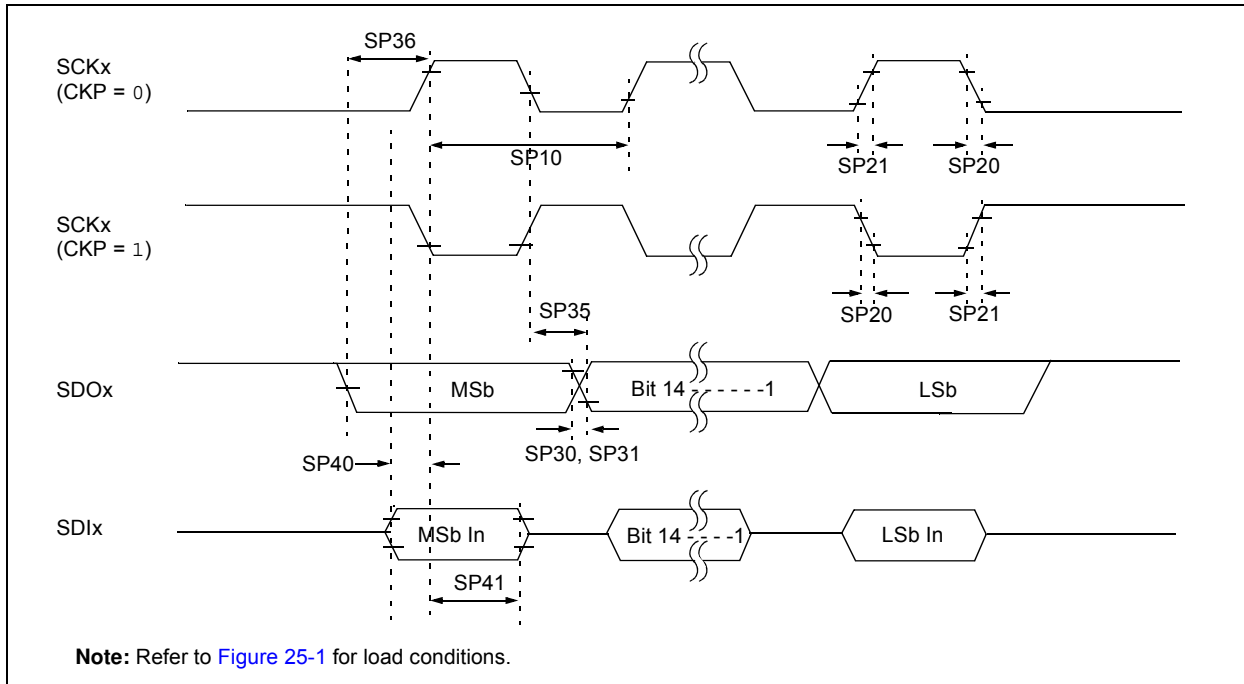 SP36
SCKx
(CKP = 0)
SP10
SP21
SP20
SCKx
(CKP = 1)
SP35
SP20
SP21
SDOx
MSb
Bit 14 - - - - - -1
LSb
SP40
SP30, SP31
SDIx
MSb In
Bit 14 - - - - -1
LSb In
SP41
Note: Refer to Figure 25-1 for load conditions.